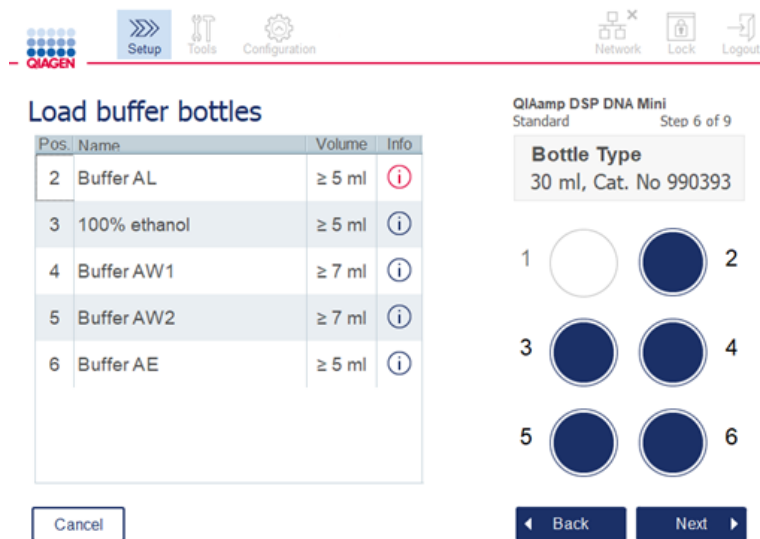 QIAGEN
Setup
Tools
Configuration
Network
Lock
Logout
Load buffer bottles
QIAamp DSP DNA Mini
Standard Step 6 of 9
Pos. Name Volume Info
2 Buffer AL ≥ 5 ml i
3 100% ethanol ≥ 5 ml i
4 Buffer AW1 ≥ 7 ml i
5 Buffer AW2 ≥ 7 ml i
6 Buffer AE ≥ 5 ml i
Bottle Type
30 ml, Cat. No 990393
1 2
3 4
5 6
Cancel
Back
Next